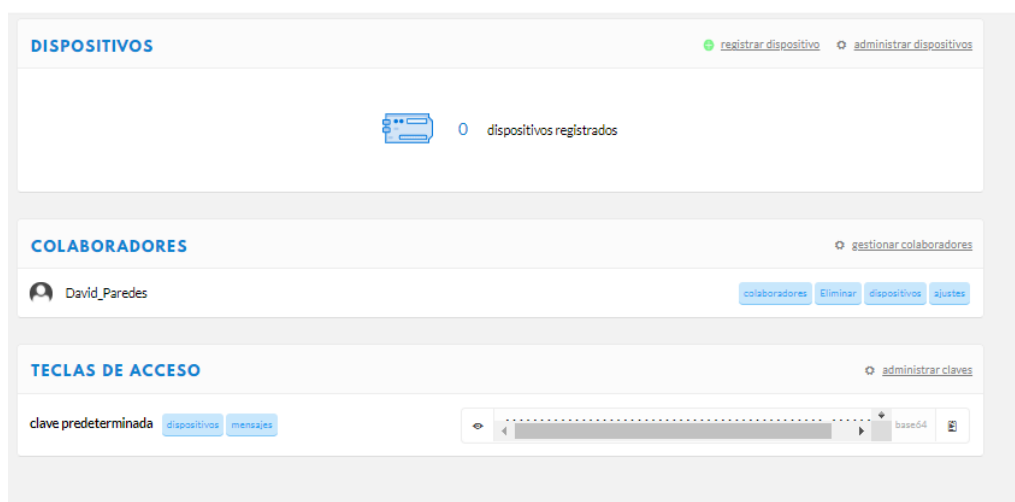 DISPOSITIVOS
registrar dispositivo administrar dispositivos
0 dispositivos registrados
COLABORADORES
gestionar colaboradores
David_Paredes
colaboradores Eliminar dispositivos ajustes
TECLAS DE ACCESO
administrar claves
clave predeterminada dispositivos mensajes
base64